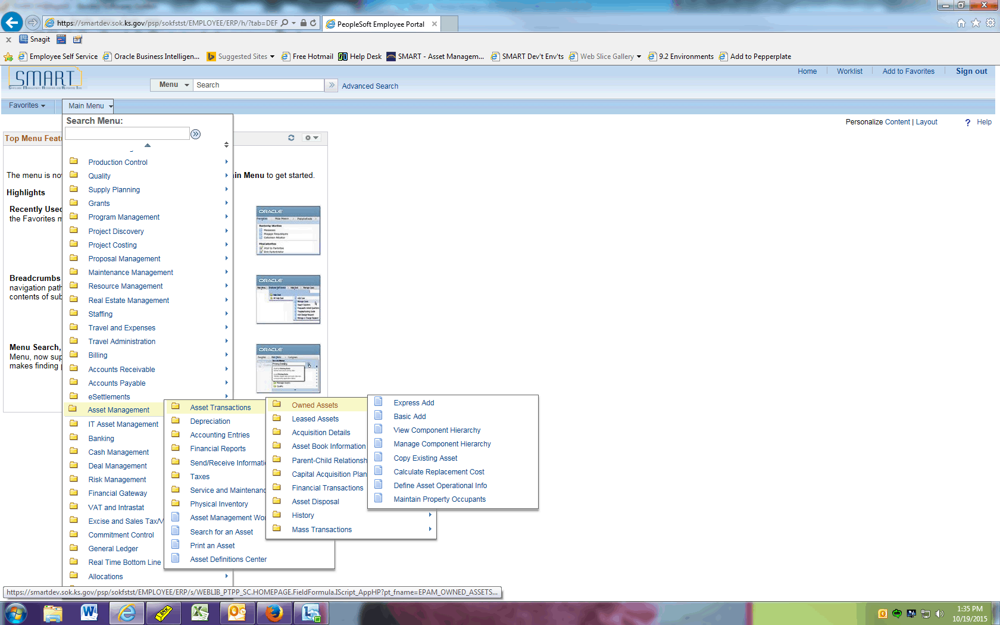 https://smartdev.sok.ks.gov/psp/sokfstst/EMPLOYEE/ERP/h/?tab=DEF
PeopleSoft Employee Portal
Snagit
Employee Self Service
Oracle Business Intelligen...
Suggested Sites
Free Hotmail
Help Desk
SMART - Asset Managem...
SMART Dev't Env'ts
Web Slice Gallery
9.2 Environments
Add to Pepperplate
SMART
Menu
Search
Advanced Search
Home
Worklist
Add to Favorites
Sign out
Favorites
Main Menu
Personalize Content | Layout
? Help
Search Menu:
Top Menu Featu
The menu is no
in Menu to get started.
Highlights
Recently Used
the Favorites m
Breadcrumbs
navigation path
contents of sub
Menu Search,
Menu, now sup
makes finding
ORACLE
ORACLE
ORACLE
Production Control
Quality
Supply Planning
Grants
Program Management
Project Discovery
Project Costing
Proposal Management
Maintenance Management
Resource Management
Real Estate Management
Staffing
Travel and Expenses
Travel Administration
Billing
Accounts Receivable
Accounts Payable
eSettlements
Asset Management
IT Asset Management
Banking
Cash Management
Deal Management
Risk Management
Financial Gateway
VAT and Intrastat
Excise and Sales Tax/V
Commitment Control
General Ledger
Real Time Bottom Line
Allocations
Asset Transactions
Depreciation
Accounting Entries
Financial Reports
Send/Receive Informati
Taxes
Service and Maintenanc
Physical Inventory
Asset Management Wor
Search for an Asset
Print an Asset
Asset Definitions Center
Owned Assets
Leased Assets
Acquisition Details
Asset Book Information
Parent-Child Relationsh
Capital Acquisition Plan
Financial Transactions
Asset Disposal
History
Mass Transactions
Express Add
Basic Add
View Component Hierarchy
Manage Component Hierarchy
Copy Existing Asset
Calculate Replacement Cost
Define Asset Operational Info
Maintain Property Occupants
https://smartdev.sok.ks.gov/psp/sokfstst/EMPLOYEE/ERP/s/WEBLIB_PTPP_SC.HOMEPAGE.FieldFormula.IScript_AppHP?pt_fname=EPAM_OWNED_ASSETS...
1:35 PM
10/19/2015